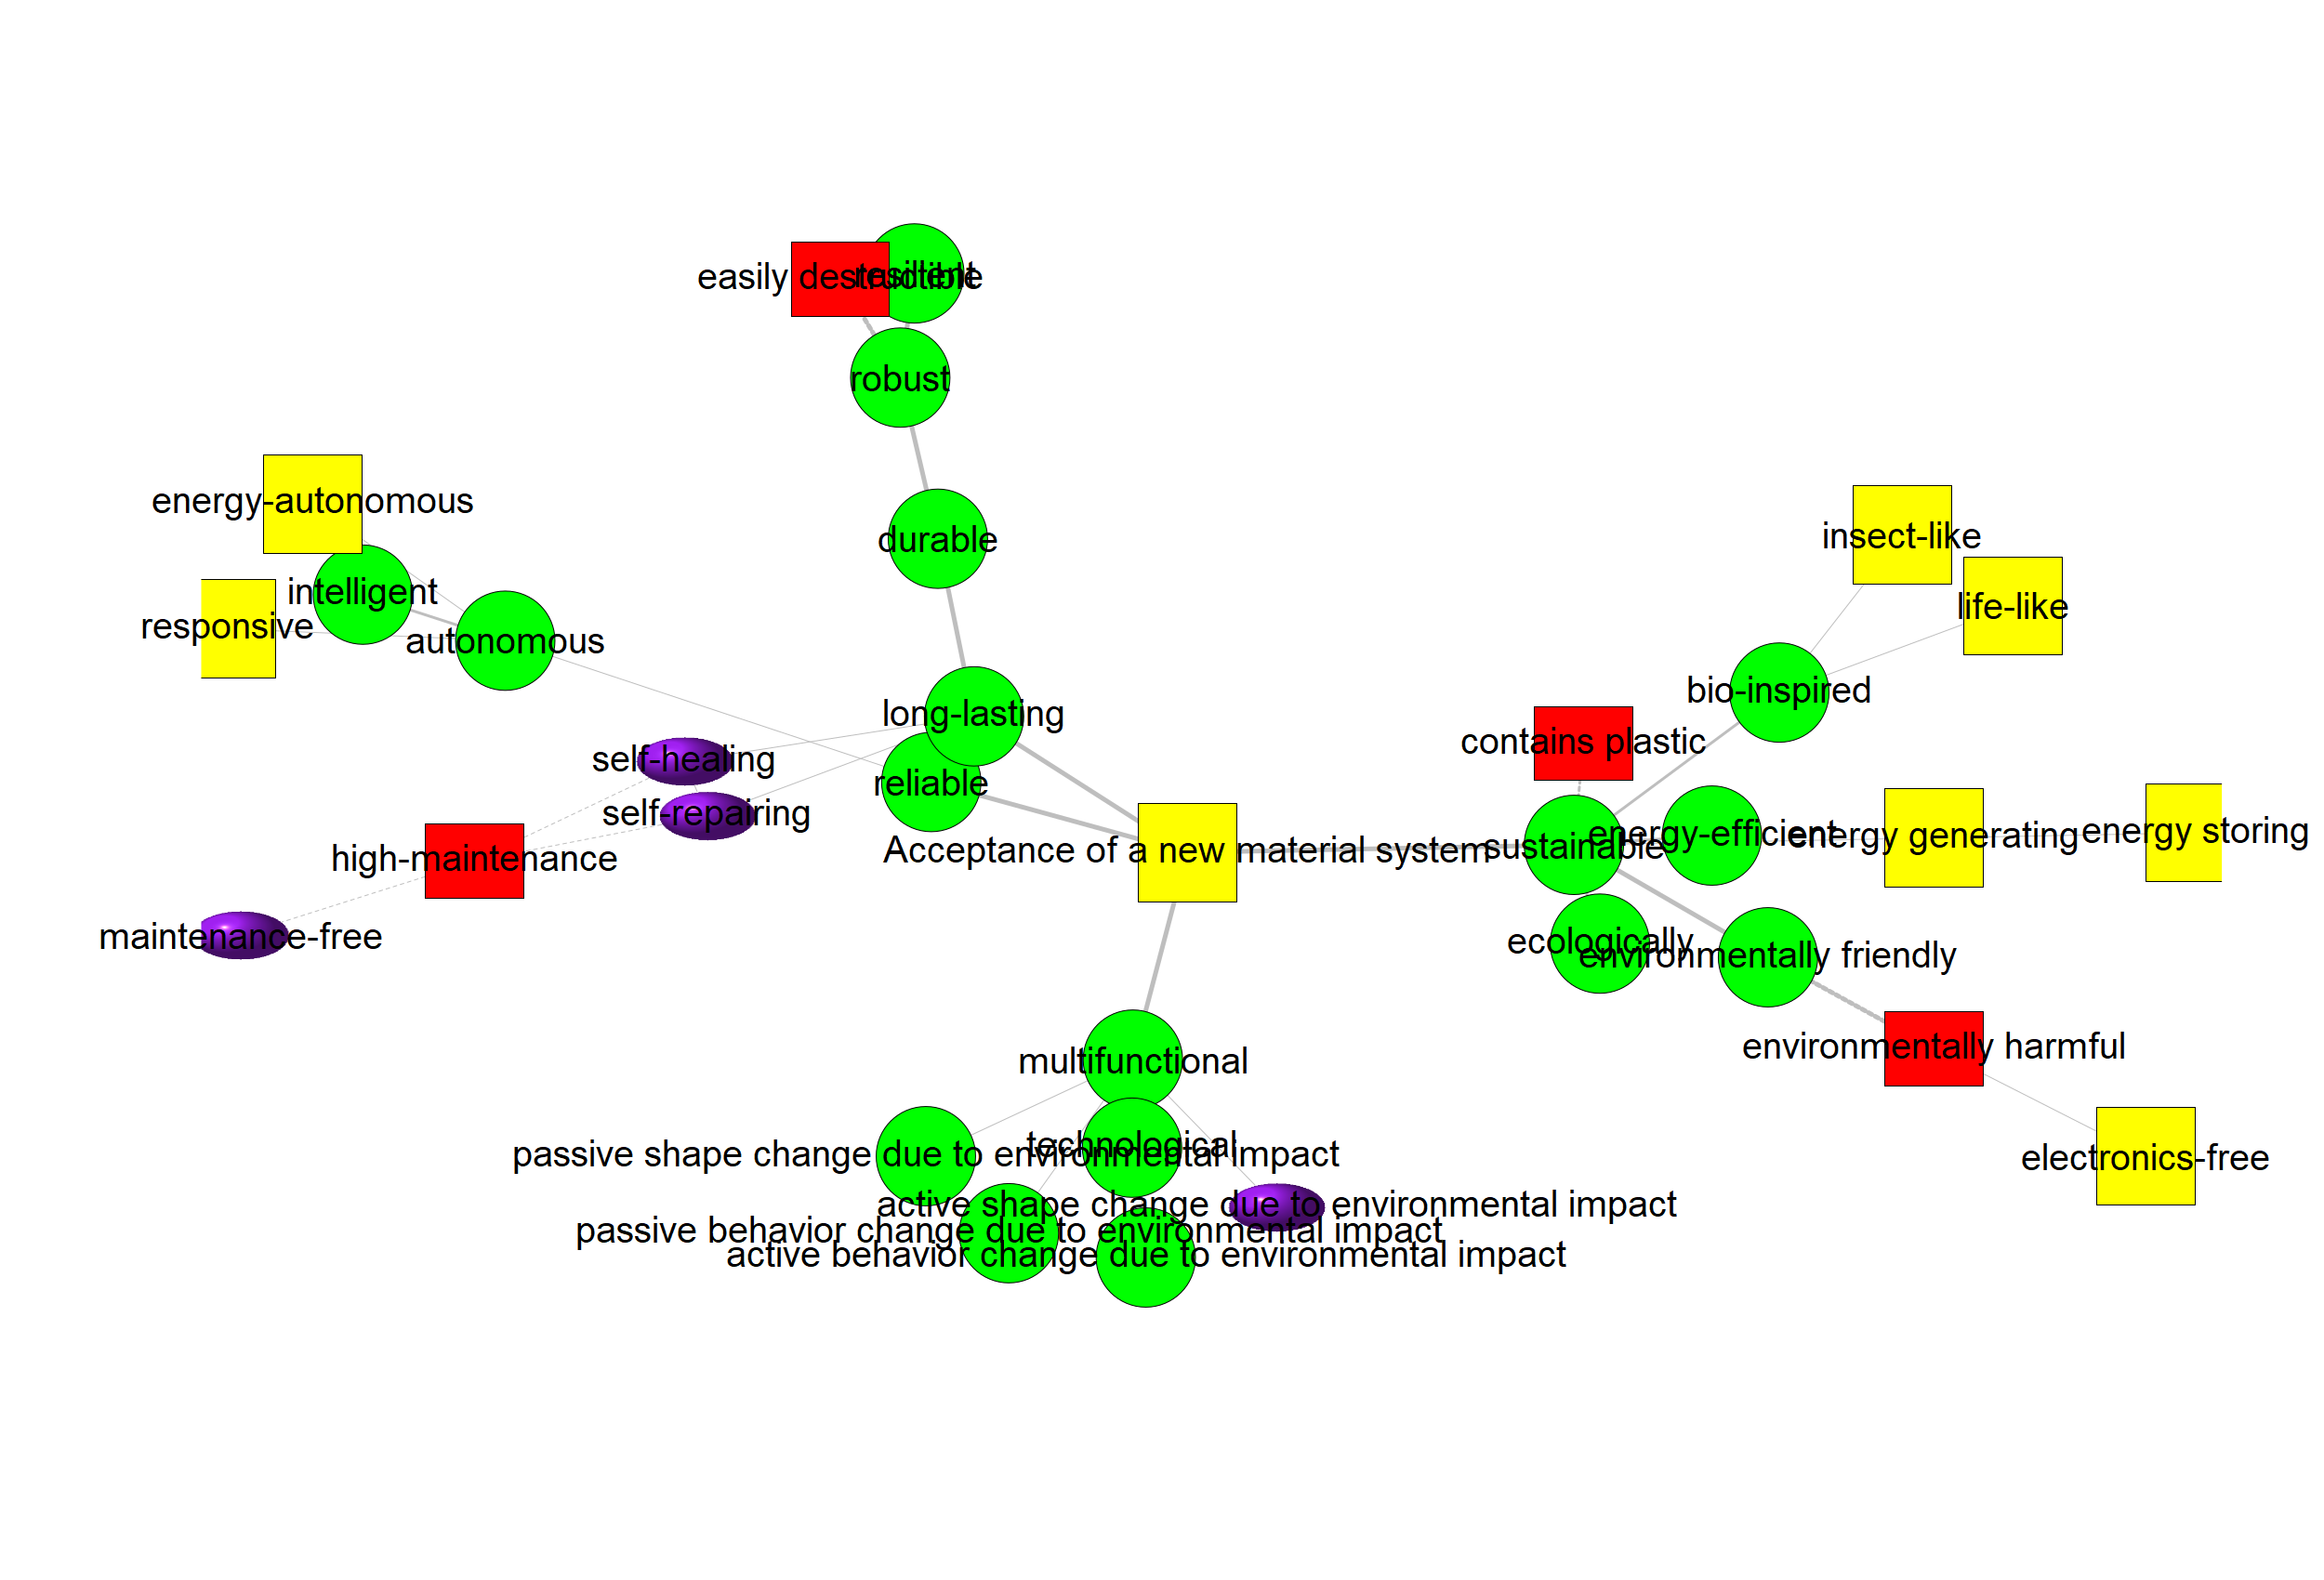 easily destructible
resilient
robust
energy-autonomous
durable
insect-like
intelligent
life-like
responsive
autonomous
bio-inspired
long-lasting
contains plastic
self-healing
reliable
self-repairing
energy-efficient
energy generating
energy storing
sustainable
Acceptance of a new material system
high-maintenance
maintenance-free
ecologically
environmentally friendly
environmentally harmful
multifunctional
technological
passive shape change due to environmental impact
electronics-free
active shape change due to environmental impact
passive behavior change due to environmental impact
active behavior change due to environmental impact